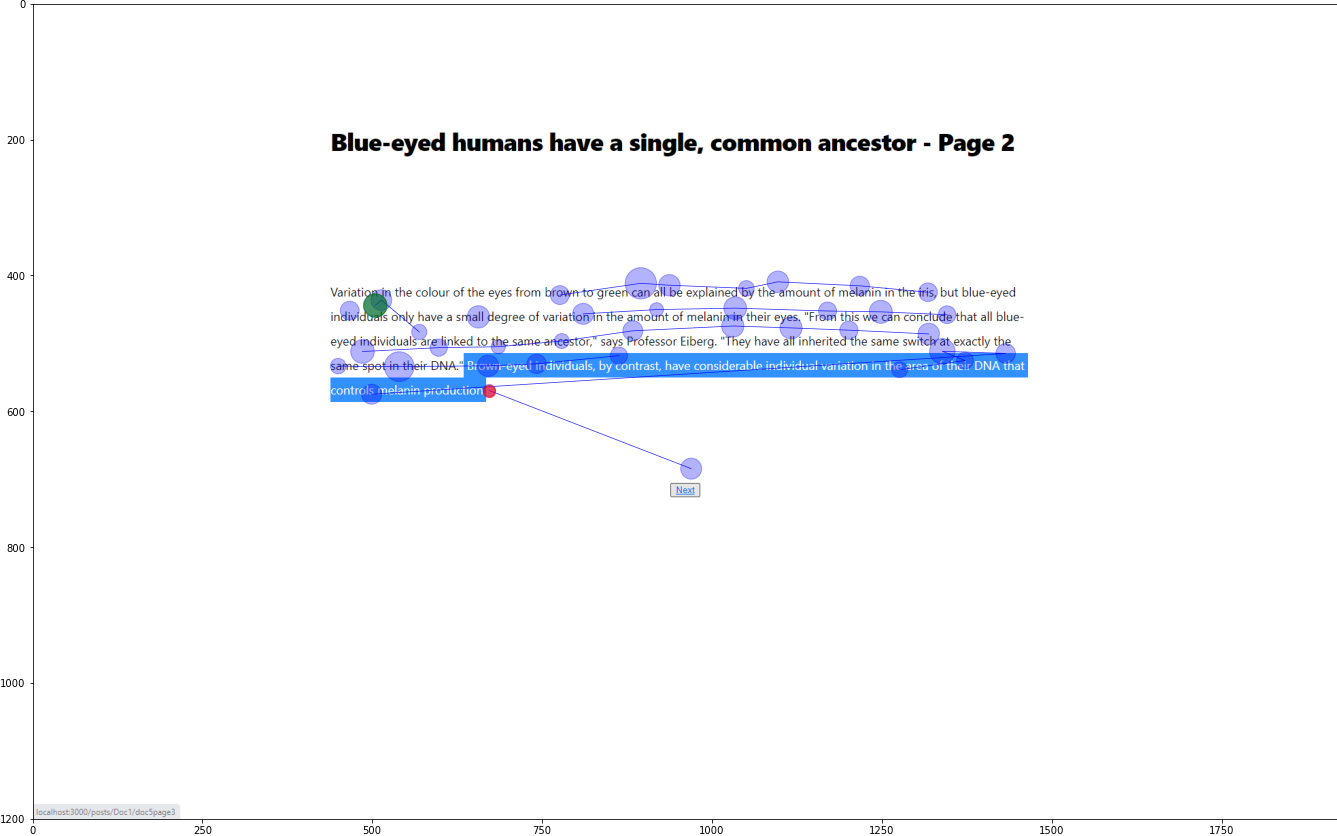 0
200
Blue-eyed humans have a single, common ancestor - Page 2
400
Variation in the colour of the eyes from brown to green can all be explained by the amount of melanin in the iris, but blue-eyed
individuals only have a small degree of variation in the amount of melanin in their eyes. "From this we can conclude that all blue-
eyed individuals are linked to the same ancestor," says Professor Eiberg. "They have all inherited the same switch at exactly the
same spot in their DNA." Brown-eyed individuals, by contrast, have considerable individual variation in the area of their DNA that
controls melanin production
600
Next
800
1000
localhost:3000/posts/Doc1/doc5page3
1200
0 250 500 750 1000 1250 1500 1750